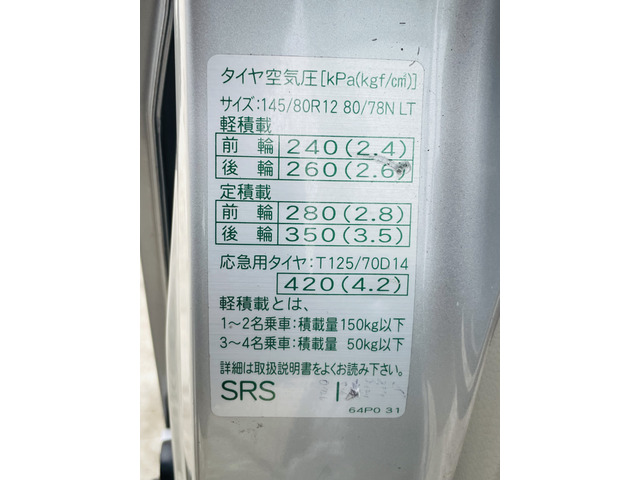 タイヤ空気圧[kPa(kgf/c㎡)]
サイズ:145/80R12 80/78N LT
軽積載
前輪 240(2.4)
後輪 260(2.6)
定積載
前輪 280(2.8)
後輪 350(3.5)
応急用タイヤ:T125/70D14
420(4.2)
軽積載とは、
1〜2名乗車:積載量150kg以下
3〜4名乗車:積載量 50kg以下
詳細は取扱説明書をよくお読み下さい。
SRS
64P0 31